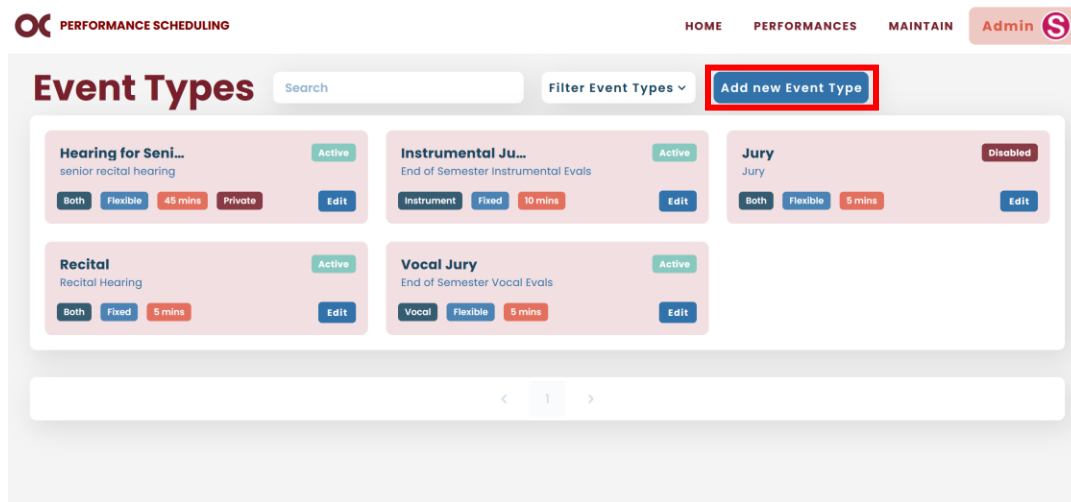 OC PERFORMANCE SCHEDULING
HOME PERFORMANCES MAINTAIN Admin S
Event Types Search Filter Event Types Add new Event Type
Hearing for Seni... Active
senior recital hearing
Both Flexible 45 mins Private Edit
Instrumental Ju... Active
End of Semester Instrumental Evals
Instrument Fixed 10 mins Edit
Jury Disabled
Jury
Both Flexible 5 mins Edit
Recital Active
Recital Hearing
Both Fixed 5 mins Edit
Vocal Jury Active
End of Semester Vocal Evals
Vocal Flexible 5 mins Edit
< 1 >